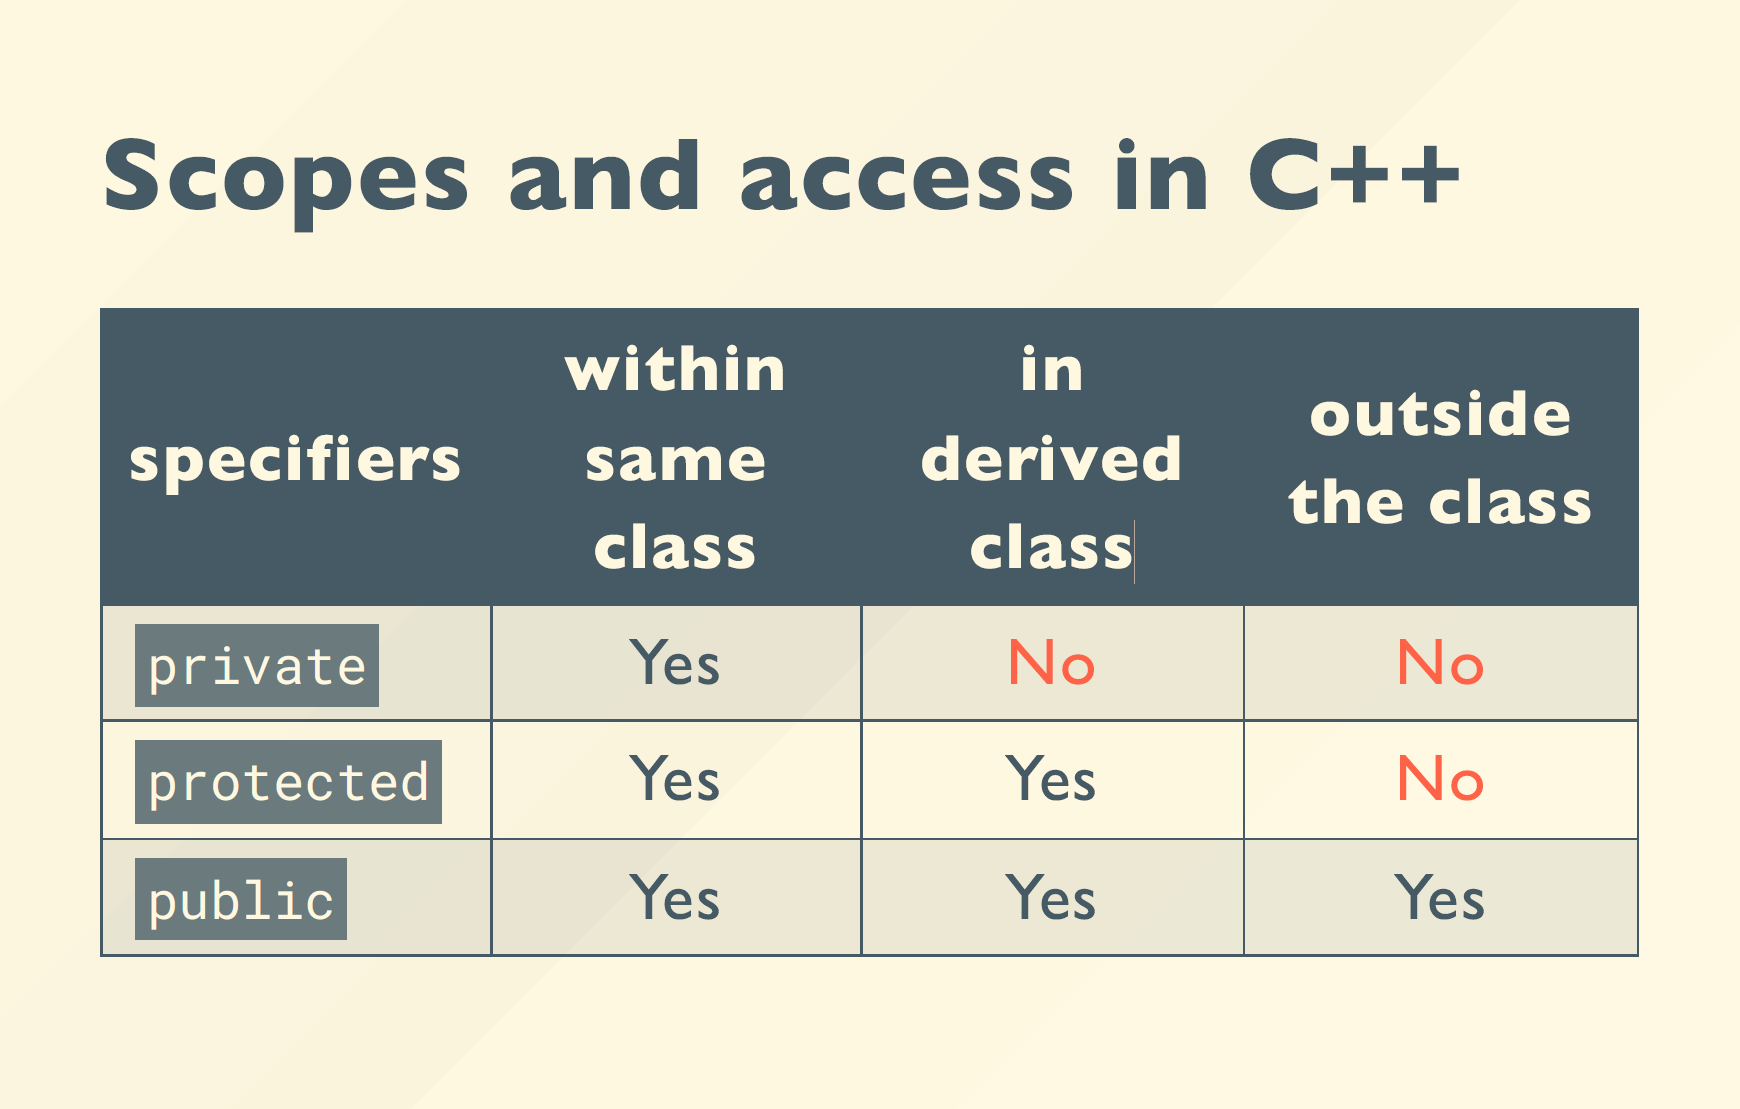 Scopes and access in C++
specifiers
within
same
class
in
derived
class
outside
the class
private Yes No No
protected Yes Yes No
public Yes Yes Yes